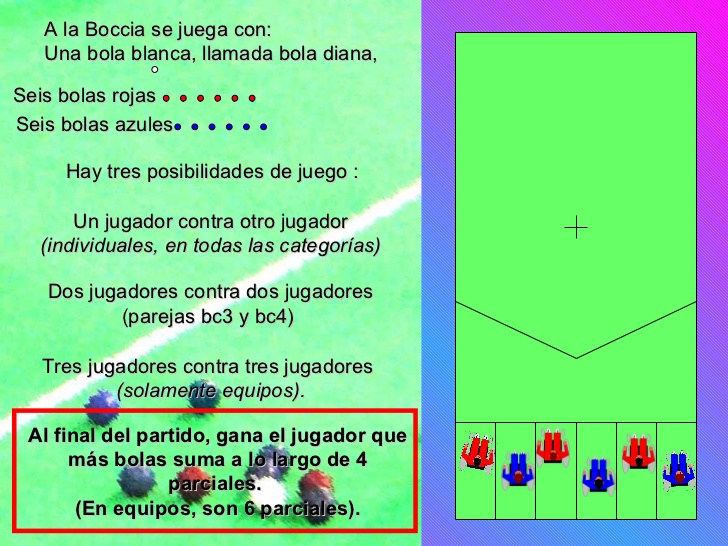 A la Boccia se juega con:
Una bola blanca, llamada bola diana,
Seis bolas rojas
Seis bolas azules
Hay tres posibilidades de juego :
Un jugador contra otro jugador
(individuales, en todas las categorías)
Dos jugadores contra dos jugadores
(parejas bc3 y bc4)
Tres jugadores contra tres jugadores
(solamente equipos).
Al final del partido, gana el jugador que
más bolas suma a lo largo de 4
parciales.
(En equipos, son 6 parciales).